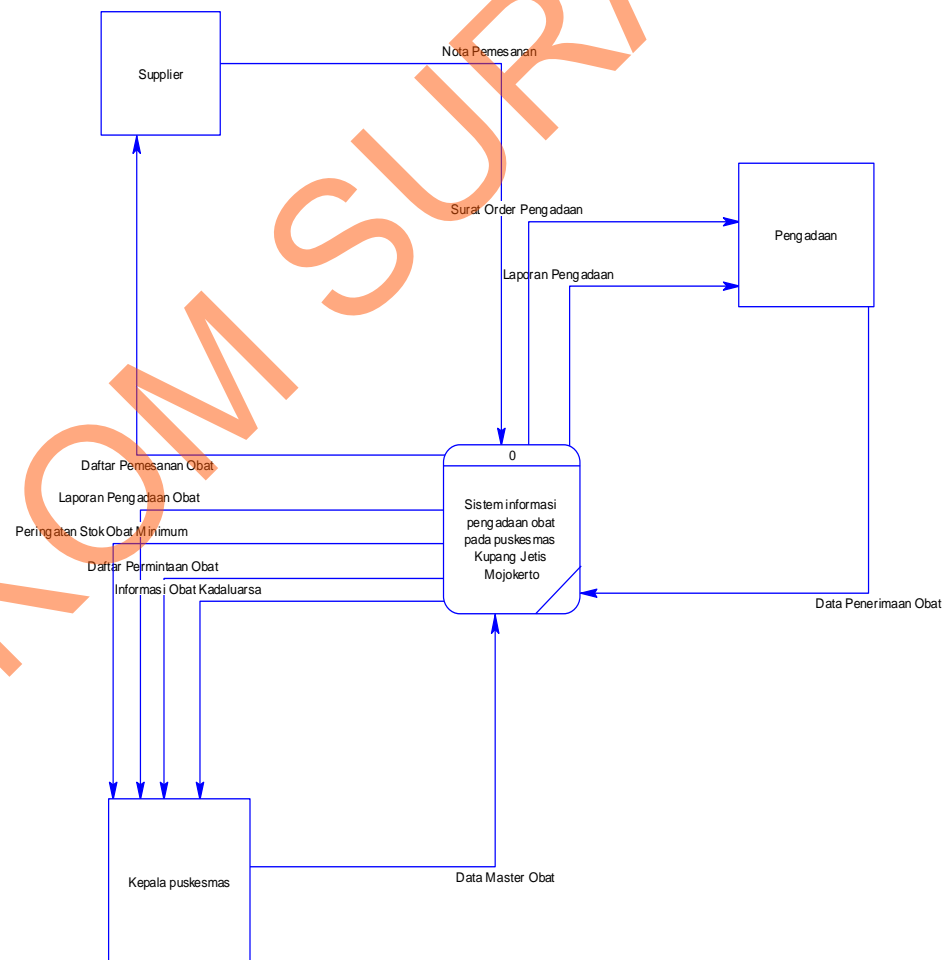 Nota Pemesanan
Supplier
Surat Order Pengadaan
Pengadaan
Laporan Pengadaan
0
Daftar Pemesanan Obat
Laporan Pengadaan Obat
Sistem informasi
pengadaan obat
pada puskesmas
Kupang Jetis
Mojokerto
Peringatan Stok Obat Minimum
Daftar Permintaan Obat
Informasi Obat Kadaluarsa
Data Penerimaan Obat
Data Master Obat
Kepala puskesmas
KOM SURA